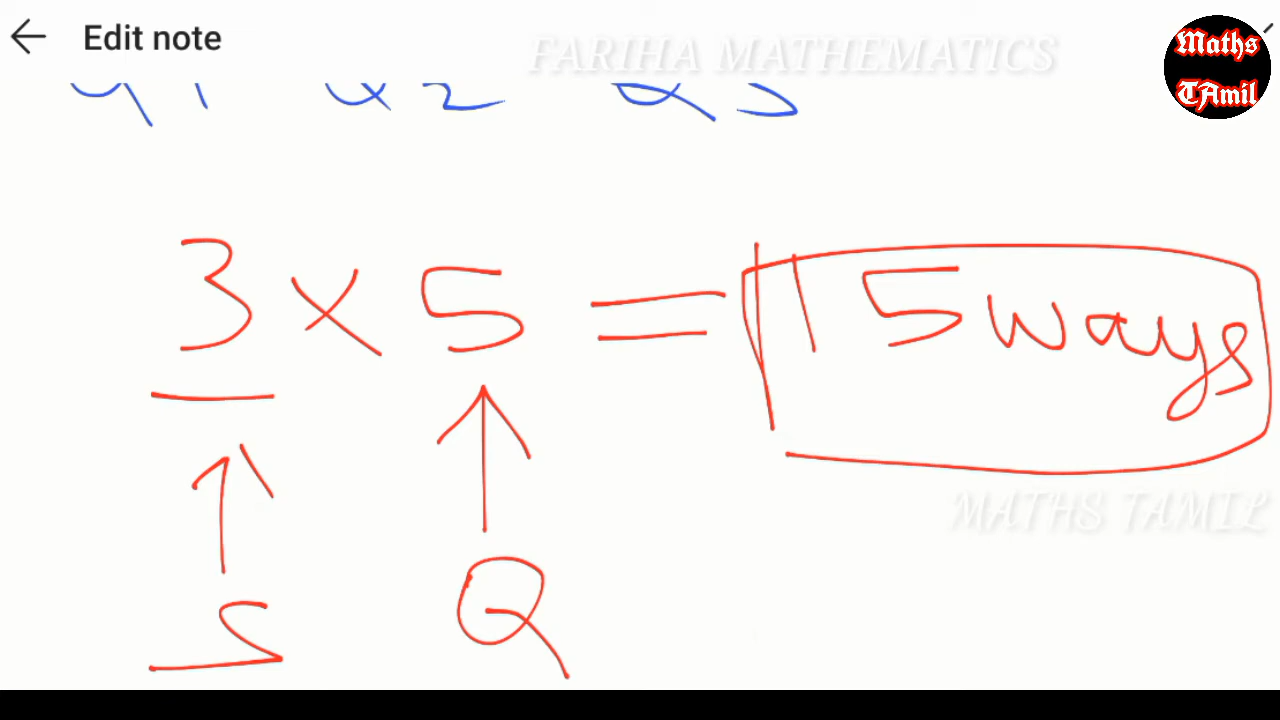 Edit note
FARIHA MATHEMATICS
Maths
TAmil
3 × 5 = 15 ways
MATHS TAMIL
S Q